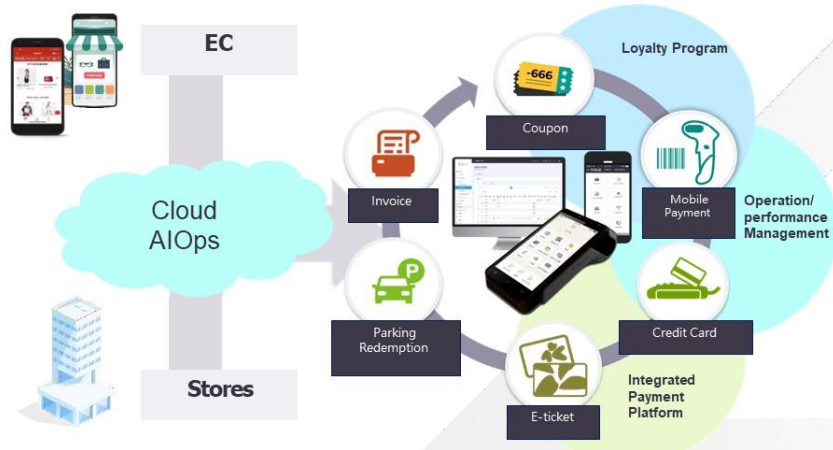 EC
Loyalty Program
-666
Coupon
Invoice
Mobile
Payment
Cloud
AIOps
Operation/
performance
Management
P
Parking
Redemption
Credit Card
E-ticket
Integrated
Payment
Platform
Stores